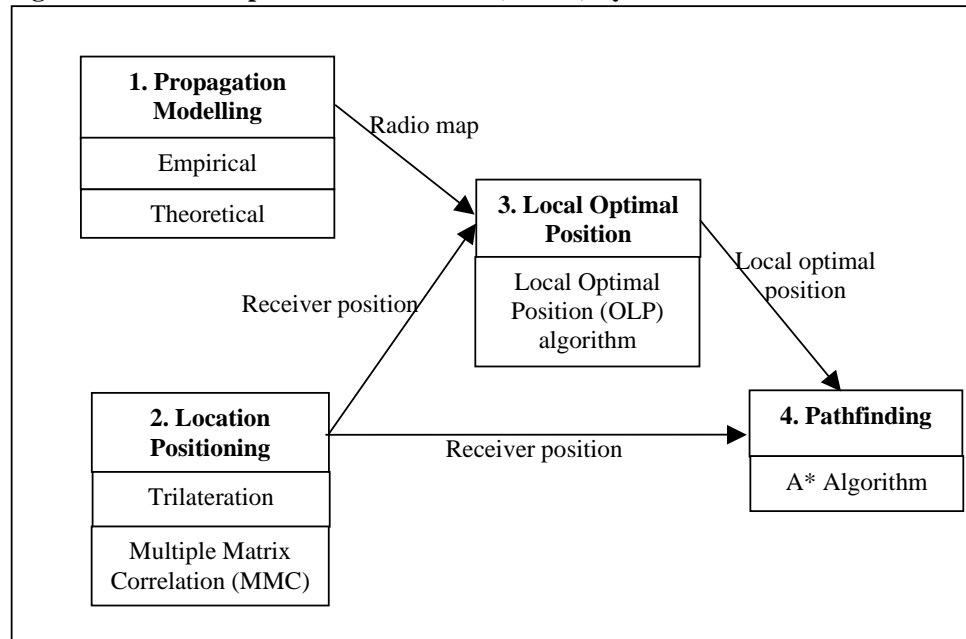 1. Propagation
Modelling
Empirical
Theoretical
Radio map
3. Local Optimal
Position
Local Optimal
Position (OLP)
algorithm
Local optimal
position
Receiver position
2. Location
Positioning
Trilateration
Multiple Matrix
Correlation (MMC)
Receiver position
4. Pathfinding
A* Algorithm